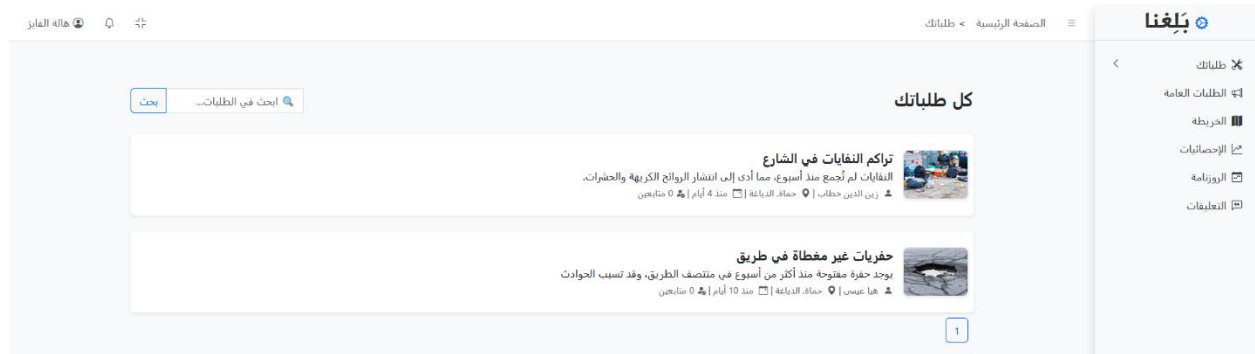 بَلِغنا
الصفحة الرئيسية > طلباتك
هالة الفايز
طلباتك
الطلبات العامة
الخريطة
الإحصائيات
الروزنامة
التعليقات
كل طلباتك
ابحث في الطلبات...
بحث
تراكم النفايات في الشارع
النفايات لم تُجمع منذ أسبوع، مما أدى إلى انتشار الروائح الكريهة والحشرات.
زين الدين خطاب | حماة، الدباغة | منذ 4 أيام | 0 متابعين
حفريات غير مغطاة في طريق
يوجد حفرة مفتوحة منذ أكثر من أسبوع في منتصف الطريق، وقد تسبب الحوادث
هيا عيسى | حماة، الدباغة | منذ 10 أيام | 0 متابعين
1